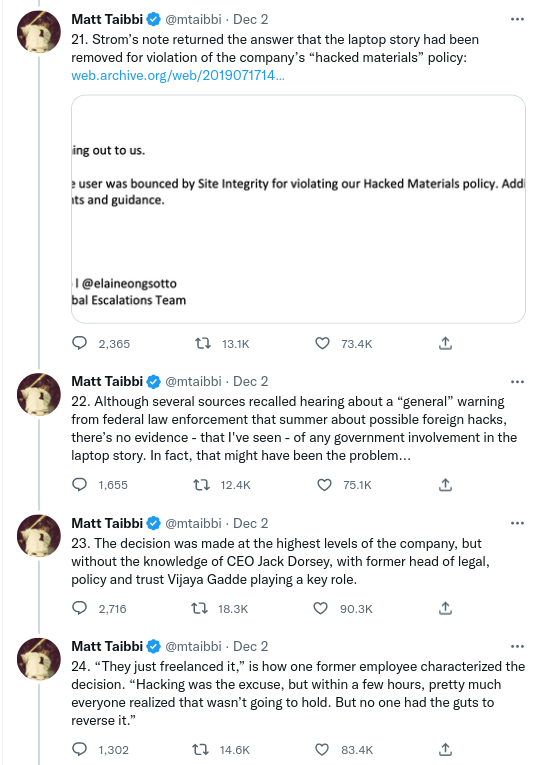 Matt Taibbi @mtaibbi · Dec 2
21. Strom’s note returned the answer that the laptop story had been
removed for violation of the company’s “hacked materials” policy:
web.archive.org/web/2019071714…
ing out to us.
e user was bounced by Site Integrity for violating our Hacked Materials policy. Addi
nts and guidance.
l @elaineongsotto
bal Escalations Team
2,365 13.1K 73.4K
Matt Taibbi @mtaibbi · Dec 2
22. Although several sources recalled hearing about a “general” warning
from federal law enforcement that summer about possible foreign hacks,
there’s no evidence - that I've seen - of any government involvement in the
laptop story. In fact, that might have been the problem…
1,655 12.4K 75.1K
Matt Taibbi @mtaibbi · Dec 2
23. The decision was made at the highest levels of the company, but
without the knowledge of CEO Jack Dorsey, with former head of legal,
policy and trust Vijaya Gadde playing a key role.
2,716 18.3K 90.3K
Matt Taibbi @mtaibbi · Dec 2
24. “They just freelanced it,” is how one former employee characterized the
decision. “Hacking was the excuse, but within a few hours, pretty much
everyone realized that wasn’t going to hold. But no one had the guts to
reverse it.”
1,302 14.6K 83.4K